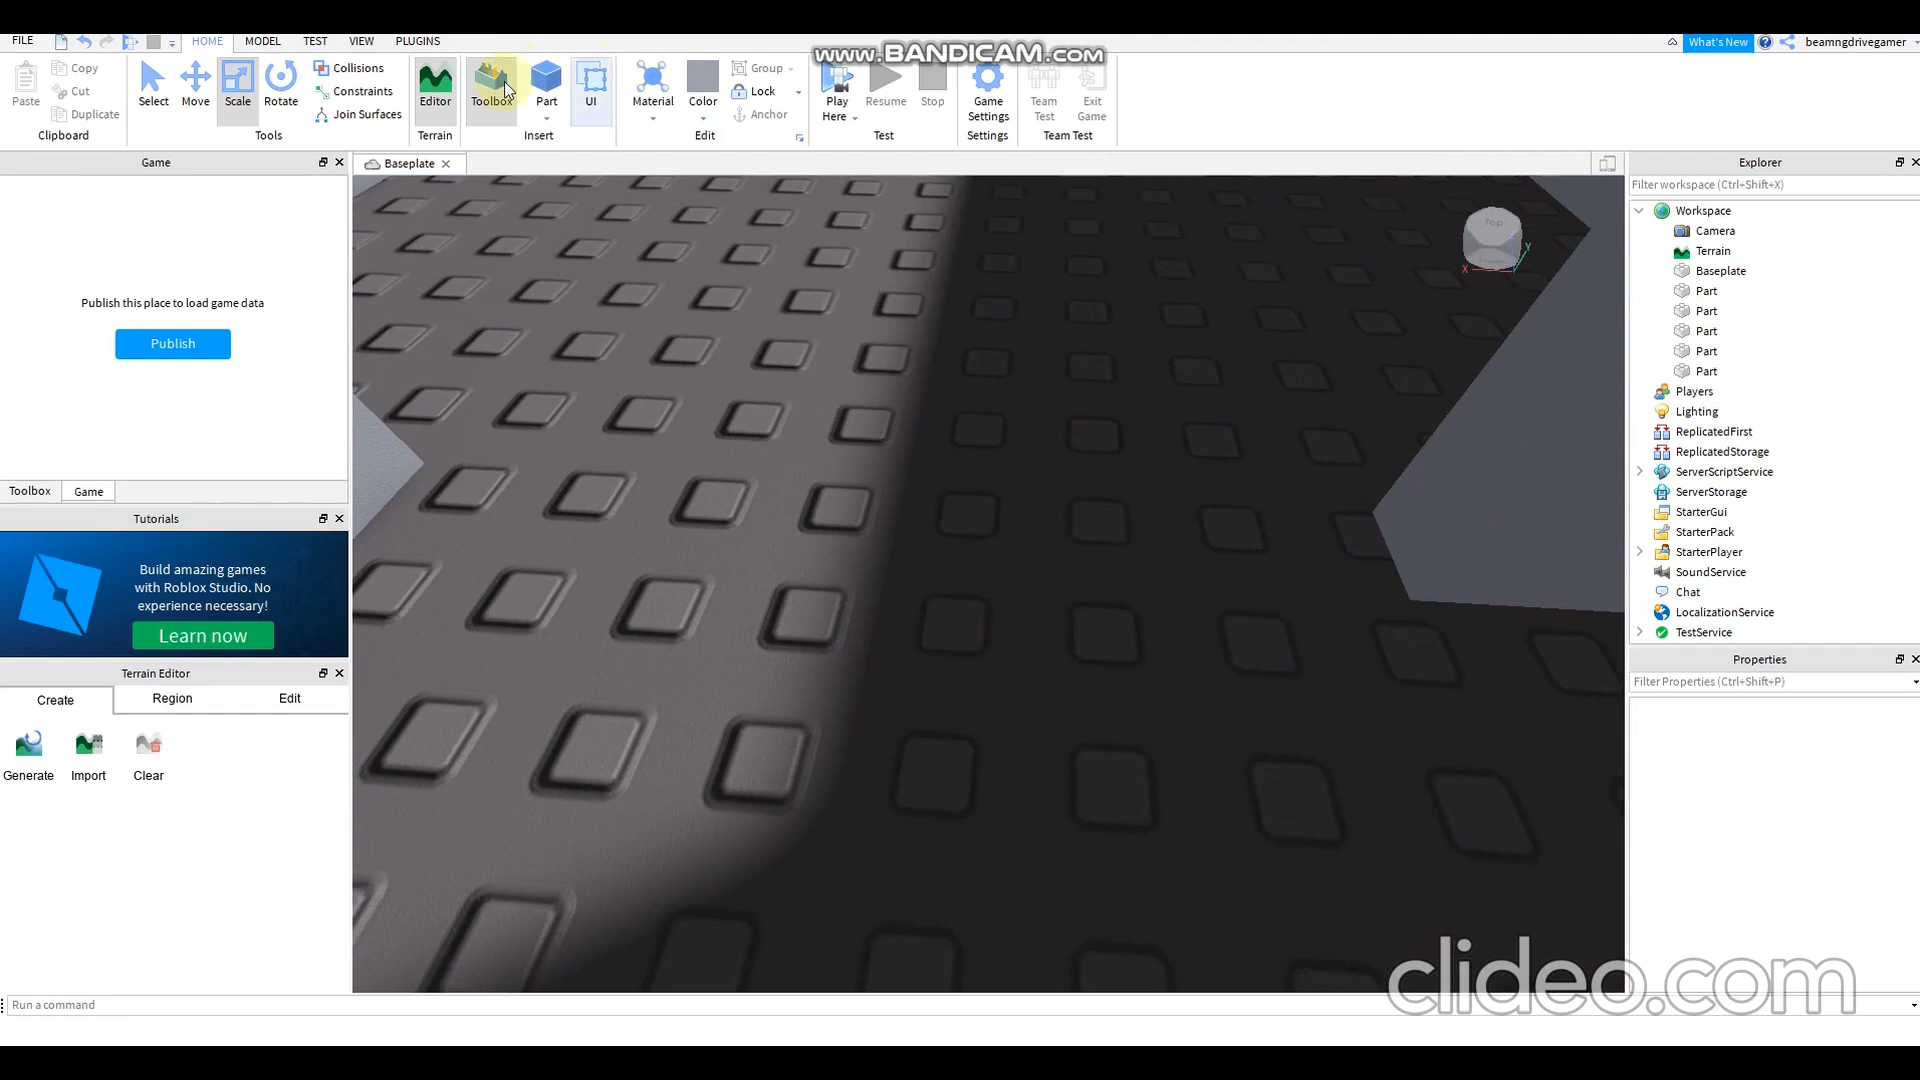 www.BANDICAM.com
FILE HOME MODEL TEST VIEW PLUGINS What's New beamngdrivegamer
Paste Copy Cut Duplicate
Select Move Scale Rotate Collisions Constraints Join Surfaces
Editor Toolbox Part UI
Material Color Group Lock Anchor
Play Here Resume Stop
Game Settings Team Test Exit Game
Clipboard Tools Terrain Insert Edit Test Settings Team Test
Game
Publish this place to load game data
Publish
Toolbox Game
Tutorials
Build amazing games
with Roblox Studio. No
experience necessary!
Learn now
Terrain Editor
Create Region Edit
Generate Import Clear
Baseplate
Top
X Y
Explorer
Filter workspace (Ctrl+Shift+X)
Workspace
Camera
Terrain
Baseplate
Part
Part
Part
Part
Part
Players
Lighting
ReplicatedFirst
ReplicatedStorage
ServerScriptService
ServerStorage
StarterGui
StarterPack
StarterPlayer
SoundService
Chat
LocalizationService
TestService
Properties
Filter Properties (Ctrl+Shift+P)
clideo.com
Run a command